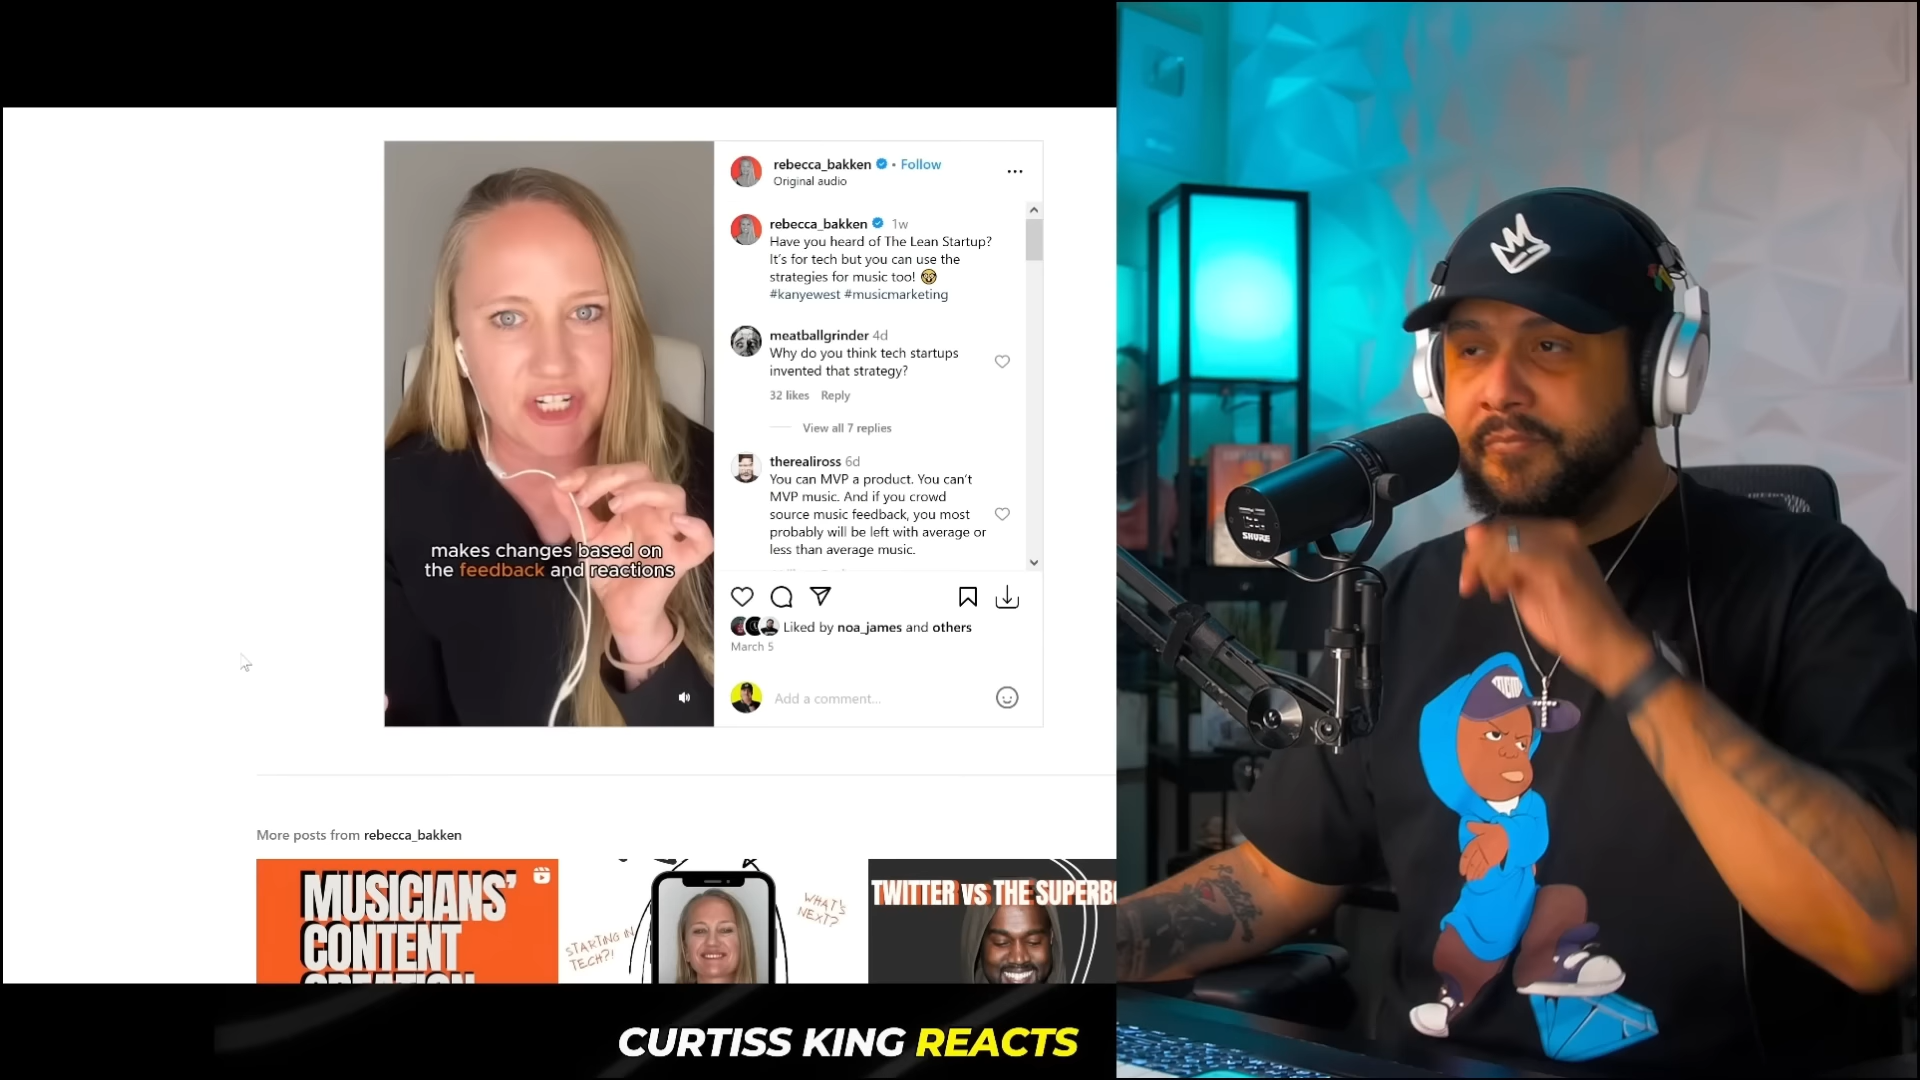 rebecca_bakken • Follow
Original audio
rebecca_bakken 1w
Have you heard of The Lean Startup?
It's for tech but you can use the
strategies for music too! 🤓
#kanyewest #musicmarketing
meatballgrinder 4d
Why do you think tech startups
invented that strategy?
32 likes Reply
View all 7 replies
therealiross 6d
You can MVP a product. You can't
MVP music. And if you crowd
source music feedback, you most
probably will be left with average or
less than average music.
makes changes based on
the feedback and reactions
Liked by noa_james and others
March 5
Add a comment...
More posts from rebecca_bakken
MUSICIANS'
CONTENT
CREATION
STARTING IN
TECH?!
WHAT'S
NEXT?
TWITTER vs THE SUPERB
SHURE
CURTISS KING REACTS